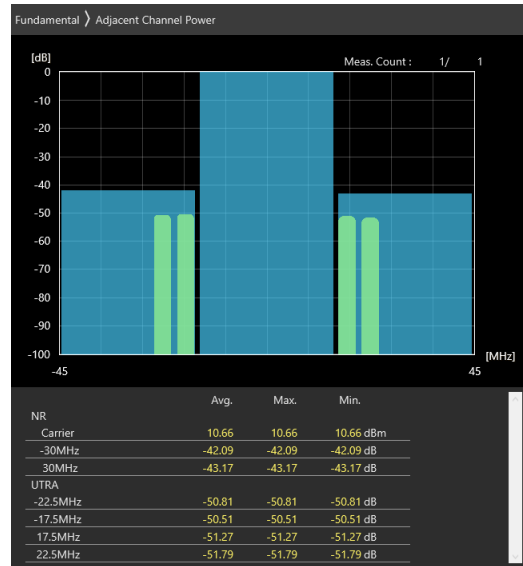 Fundamental 〉 Adjacent Channel Power
[dB]
Meas. Count : 1/ 1
0
-10
-20
-30
-40
-50
-60
-70
-80
-90
-100
[MHz]
-45 45
Avg. Max. Min.
NR
Carrier 10.66 10.66 10.66 dBm
-30MHz -42.09 -42.09 -42.09 dB
30MHz -43.17 -43.17 -43.17 dB
UTRA
-22.5MHz -50.81 -50.81 -50.81 dB
-17.5MHz -50.51 -50.51 -50.51 dB
17.5MHz -51.27 -51.27 -51.27 dB
22.5MHz -51.79 -51.79 -51.79 dB